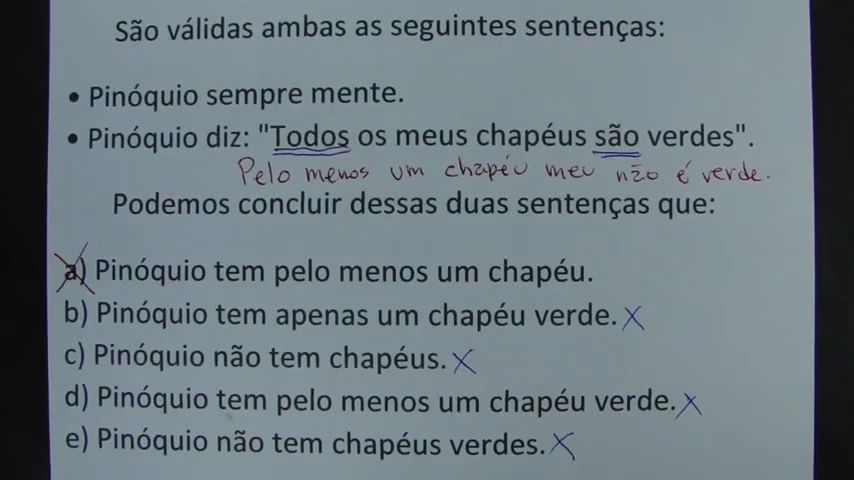 São válidas ambas as seguintes sentenças:
• Pinóquio sempre mente.
• Pinóquio diz: "Todos os meus chapéus são verdes".
Pelo menos um chapéu meu não é verde.
Podemos concluir dessas duas sentenças que:
a) Pinóquio tem pelo menos um chapéu.
b) Pinóquio tem apenas um chapéu verde. X
c) Pinóquio não tem chapéus. X
d) Pinóquio tem pelo menos um chapéu verde. X
e) Pinóquio não tem chapéus verdes. X